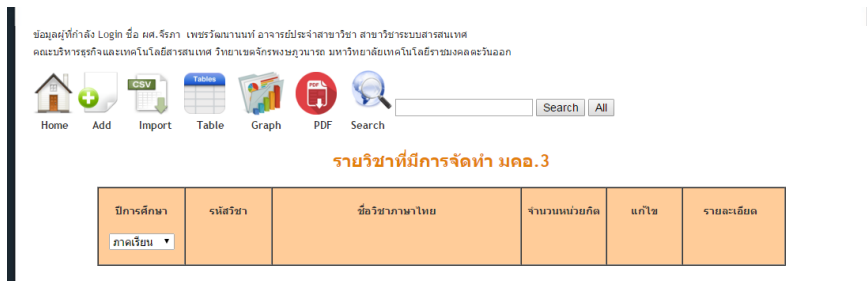 ข้อมูลผู้ที่กำลัง Login ชื่อ ผศ.จีรภา เพชรวัฒนานนท์ อาจารย์ประจำสาขาวิชา สาขาวิชาระบบสารสนเทศ
คณะบริหารธุรกิจและเทคโนโลยีสารสนเทศ วิทยาเขตจักรพงษภูวนารถ มหาวิทยาลัยเทคโนโลยีราชมงคลตะวันออก
CSV Tables PDF
Search All
Home Add Import Table Graph PDF Search
รายวิชาที่มีการจัดทำ มคอ.3
ปีการศึกษา รหัสวิชา ชื่อวิชาภาษาไทย จำนวนหน่วยกิต แก้ไข รายละเอียด
ภาคเรียน